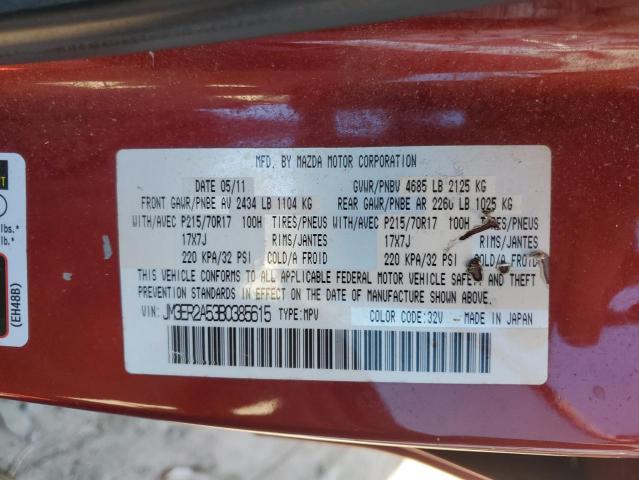 MFD. BY MAZDA MOTOR CORPORATION
DATE 05/11 GVWR/PNBV 4685 LB 2125 KG
FRONT GAWR/PNBE AV 2434 LB 1104 KG REAR GAWR/PNBE AR 2260 LB 1025 KG
WITH/AVEC P215/70R17 100H TIRES/PNEUS WITH/AVEC P215/70R17 100H TIRES/PNEUS
17X7J RIMS/JANTES 17X7J RIMS/JANTES
220 KPA/32 PSI COLD/A FROID 220 KPA/32 PSI COLD/A FROID
THIS VEHICLE CONFORMS TO ALL APPLICABLE FEDERAL MOTOR VEHICLE SAFETY AND THEFT
PREVENTION STANDARDS IN EFFECT ON THE DATE OF MANUFACTURE SHOWN ABOVE.
VIN: JM3ER2A53B0385615 TYPE:MPV COLOR CODE:32V MADE IN JAPAN
lbs.*
lb.*
(EH48B)